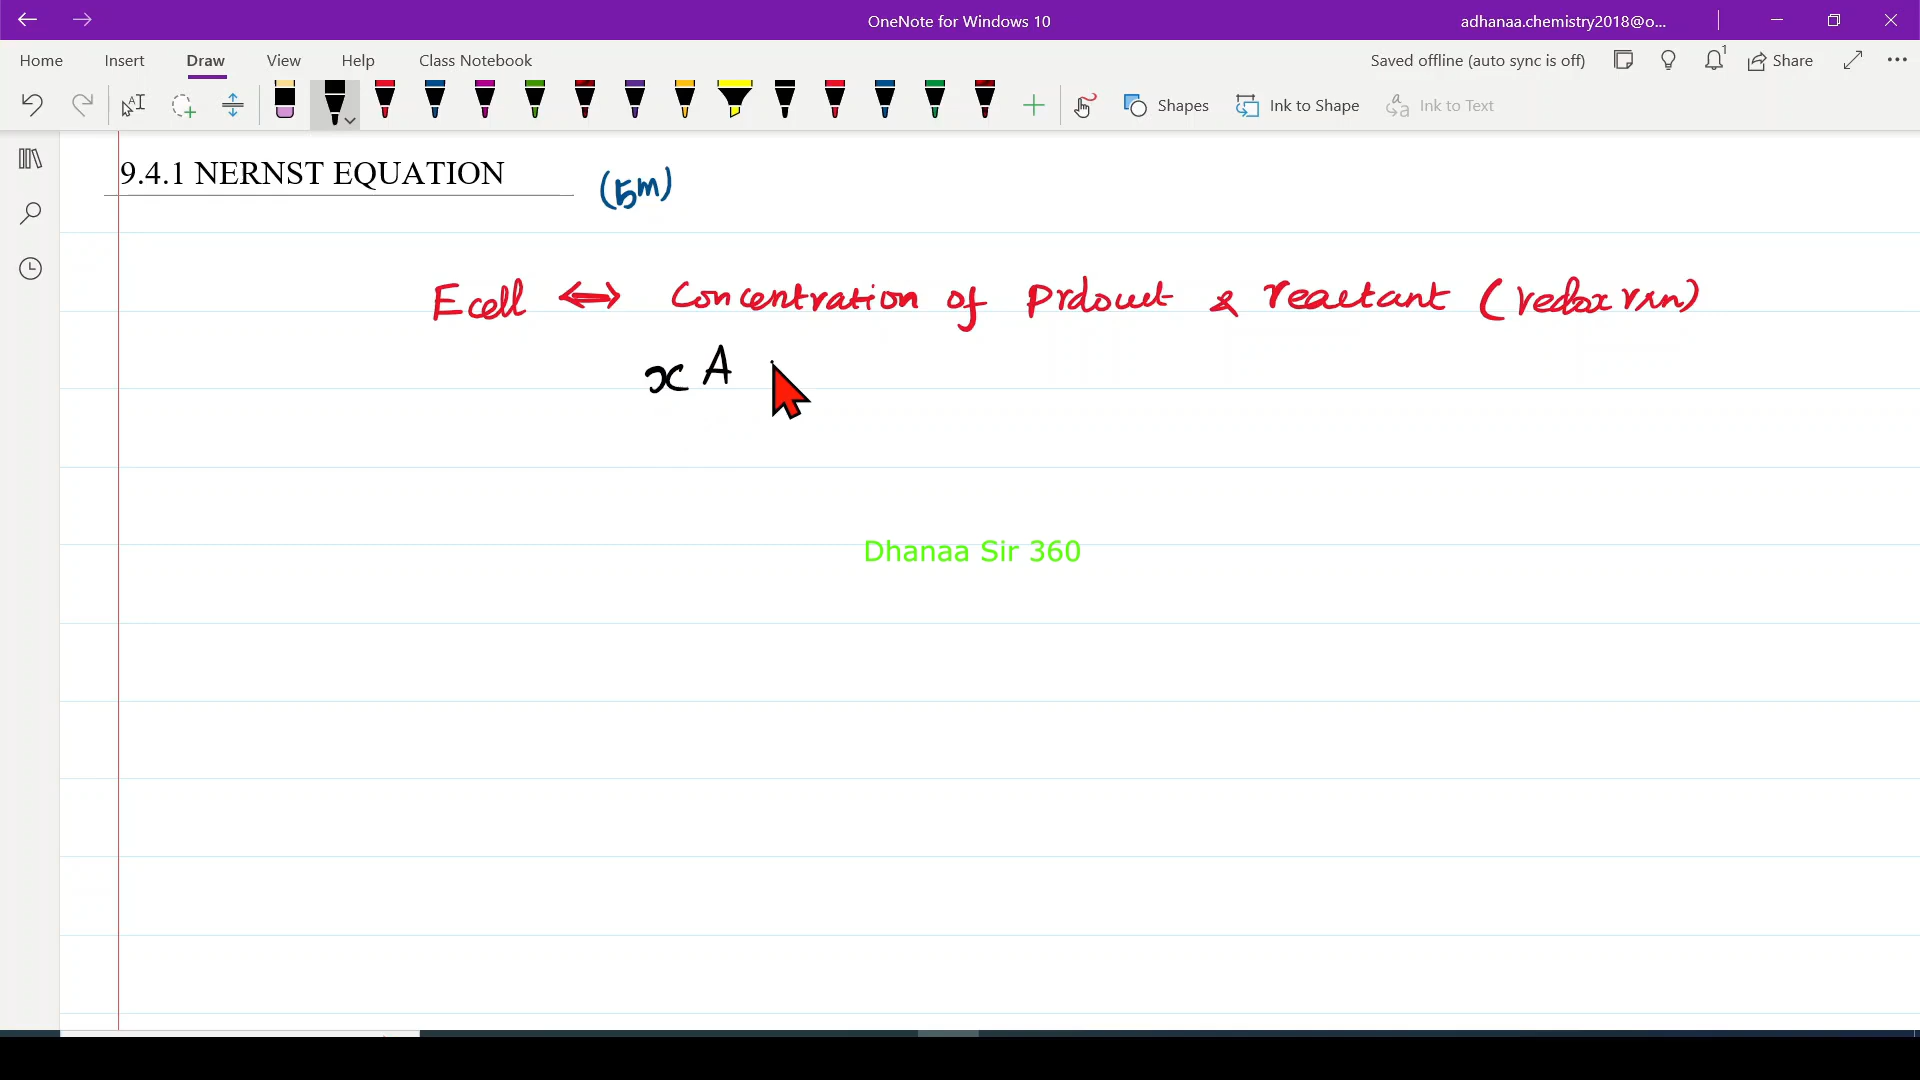 OneNote for Windows 10
adhanaa.chemistry2018@o...
Home Insert Draw View Help Class Notebook
Saved offline (auto sync is off) 1 Share
Shapes Ink to Shape Ink to Text
9.4.1 NERNST EQUATION (5m)
Ecell ⟺ Concentration of Prdouct & reactant (redox rxn)
x A
Dhanaa Sir 360